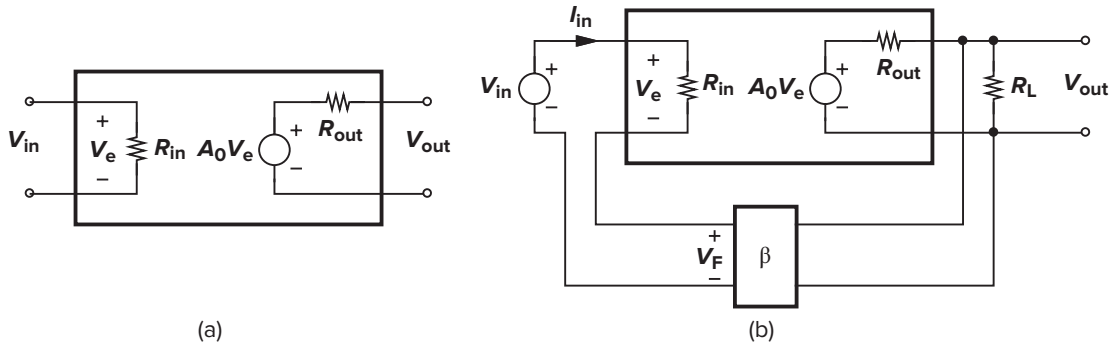 I_in
V_in
+
V_e
−
R_in
A_0V_e
+
−
R_out
V_out
V_in
+
−
+
V_e
−
R_in
A_0V_e
+
−
R_out
R_L
V_out
+
V_F
−
β
(a)
(b)